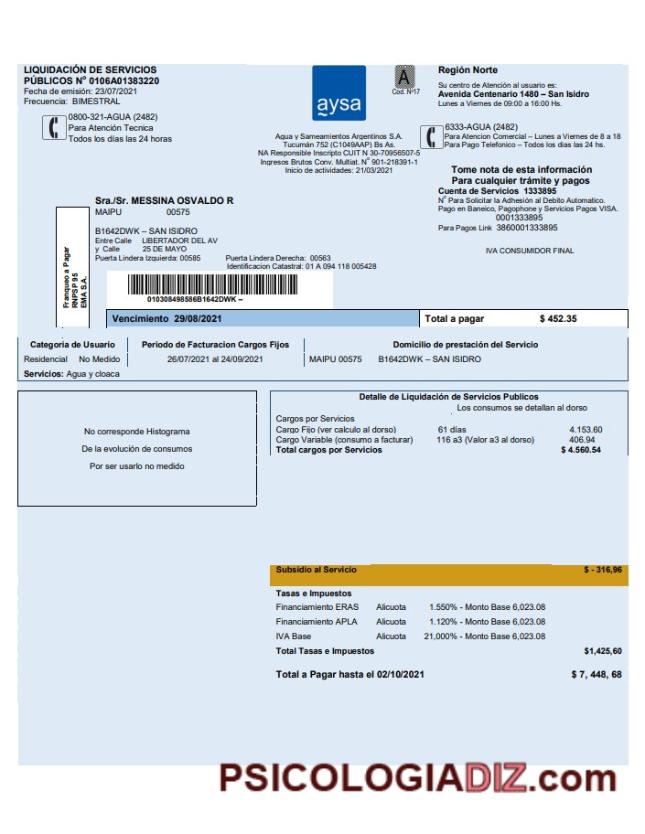 LIQUIDACIÓN DE SERVICIOS
PÚBLICOS Nº 0106A01383220
Fecha de emisión: 23/07/2021
Frecuencia: BIMESTRAL
0800-321-AGUA (2482)
Para Atención Tecnica
Todos los días las 24 horas
aysa
A
Cod. Nº17
Agua y Sameamientos Argentinos S.A.
Tucumán 752 (C1049AAP) Bs As.
NA Responsible Inscripto CUIT N 30-70956507-5
Ingresos Brutos Conv. Multiat. Nº 901-218391-1
Inicio de actividades: 21/03/2021
Región Norte
Su centro de Atención al usuario es:
Avenida Centenario 1480 – San Isidro
Lunes a Viernes de 09:00 a 16:00 Hs.
6333-AGUA (2482)
Para Atencion Comercial – Lunes a Viernes de 8 a 18
Para Pago Telefonico – Todos los dias las 24 hs.
Tome nota de esta información
Para cualquier trámite y pagos
Cuenta de Servicios 1333895
Nº Para Solicitar la Adhesión al Debito Automatico.
Pago en Baneico, Pagophone y Servicios Pagos VISA.
0001333895
Para Pagos Link 3860001333895
IVA CONSUMIDOR FINAL
Sra./Sr. MESSINA OSVALDO R
MAIPU 00575
B1642DWK – SAN ISIDRO
Entre Calle LIBERTADOR DEL AV
y Calle 25 DE MAYO
Puerta Lindera Izquierda: 00585 Puerta Lindera Derecha: 00563
Identificacion Catastral: 01 A 094 118 005428
Franqueo a Pagar
RNPSP 95
EMA S.A.
010308498586B1642DWK –
Vencimiento 29/08/2021
Total a pagar $ 452.35
Categoría de Usuario Periodo de Facturacion Cargos Fijos Domicilio de prestación del Servicio
Residencial No Medido 26/07/2021 al 24/09/2021 MAIPU 00575 B1642DWK – SAN ISIDRO
Servicios: Agua y cloaca
No corresponde Histograma
De la evolución de consumos
Por ser usarlo no medido
Detalle de Liquidación de Servicios Publicos
Los consumos se detallan al dorso
Cargos por Servicios
Cargo Fijo (ver calculo al dorso) 61 días 4.153.60
Cargo Variable (consumo a facturar) 116 a3 (Valor a3 al dorso) 406.94
Total cargos por Servicios $ 4.560.54
Subsidio al Servicio $ - 316,96
Tasas e Impuestos
Financiamiento ERAS Alicuota 1.550% - Monto Base 6,023.08
Financiamiento APLA Alicuota 1.120% - Monto Base 6,023.08
IVA Base Alicuota 21,000% - Monto Base 6,023.08
Total Tasas e Impuestos $1,425,60
Total a Pagar hasta el 02/10/2021 $ 7, 448, 68
PSICOLOGIADIZ.com